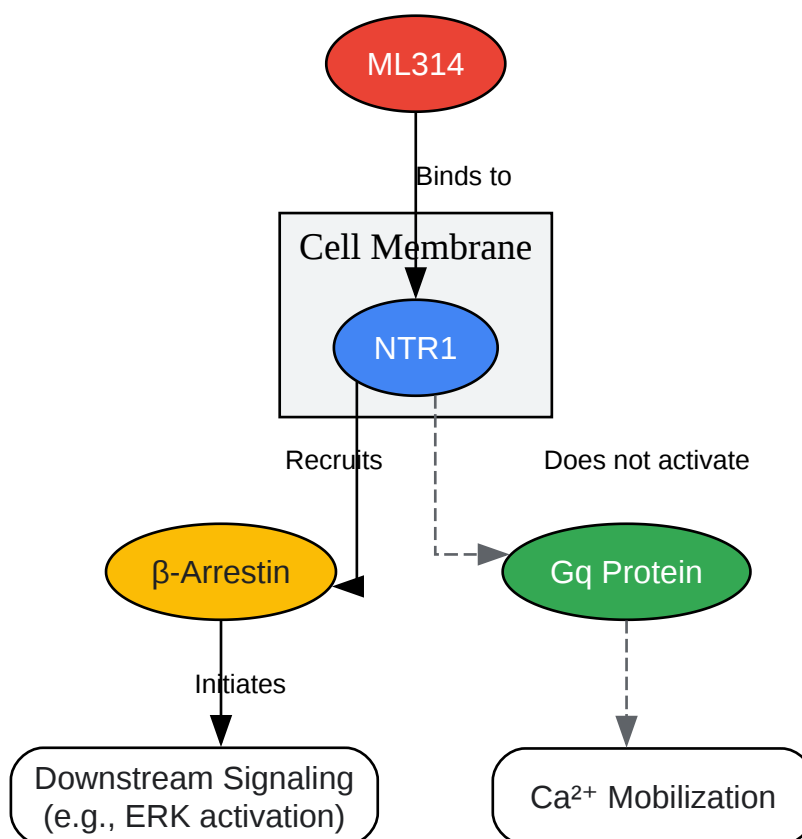 ML314
Binds to
Cell Membrane
NTR1
Recruits
Does not activate
β-Arrestin
Gq Protein
Initiates
Downstream Signaling
(e.g., ERK activation)
Ca²⁺ Mobilization